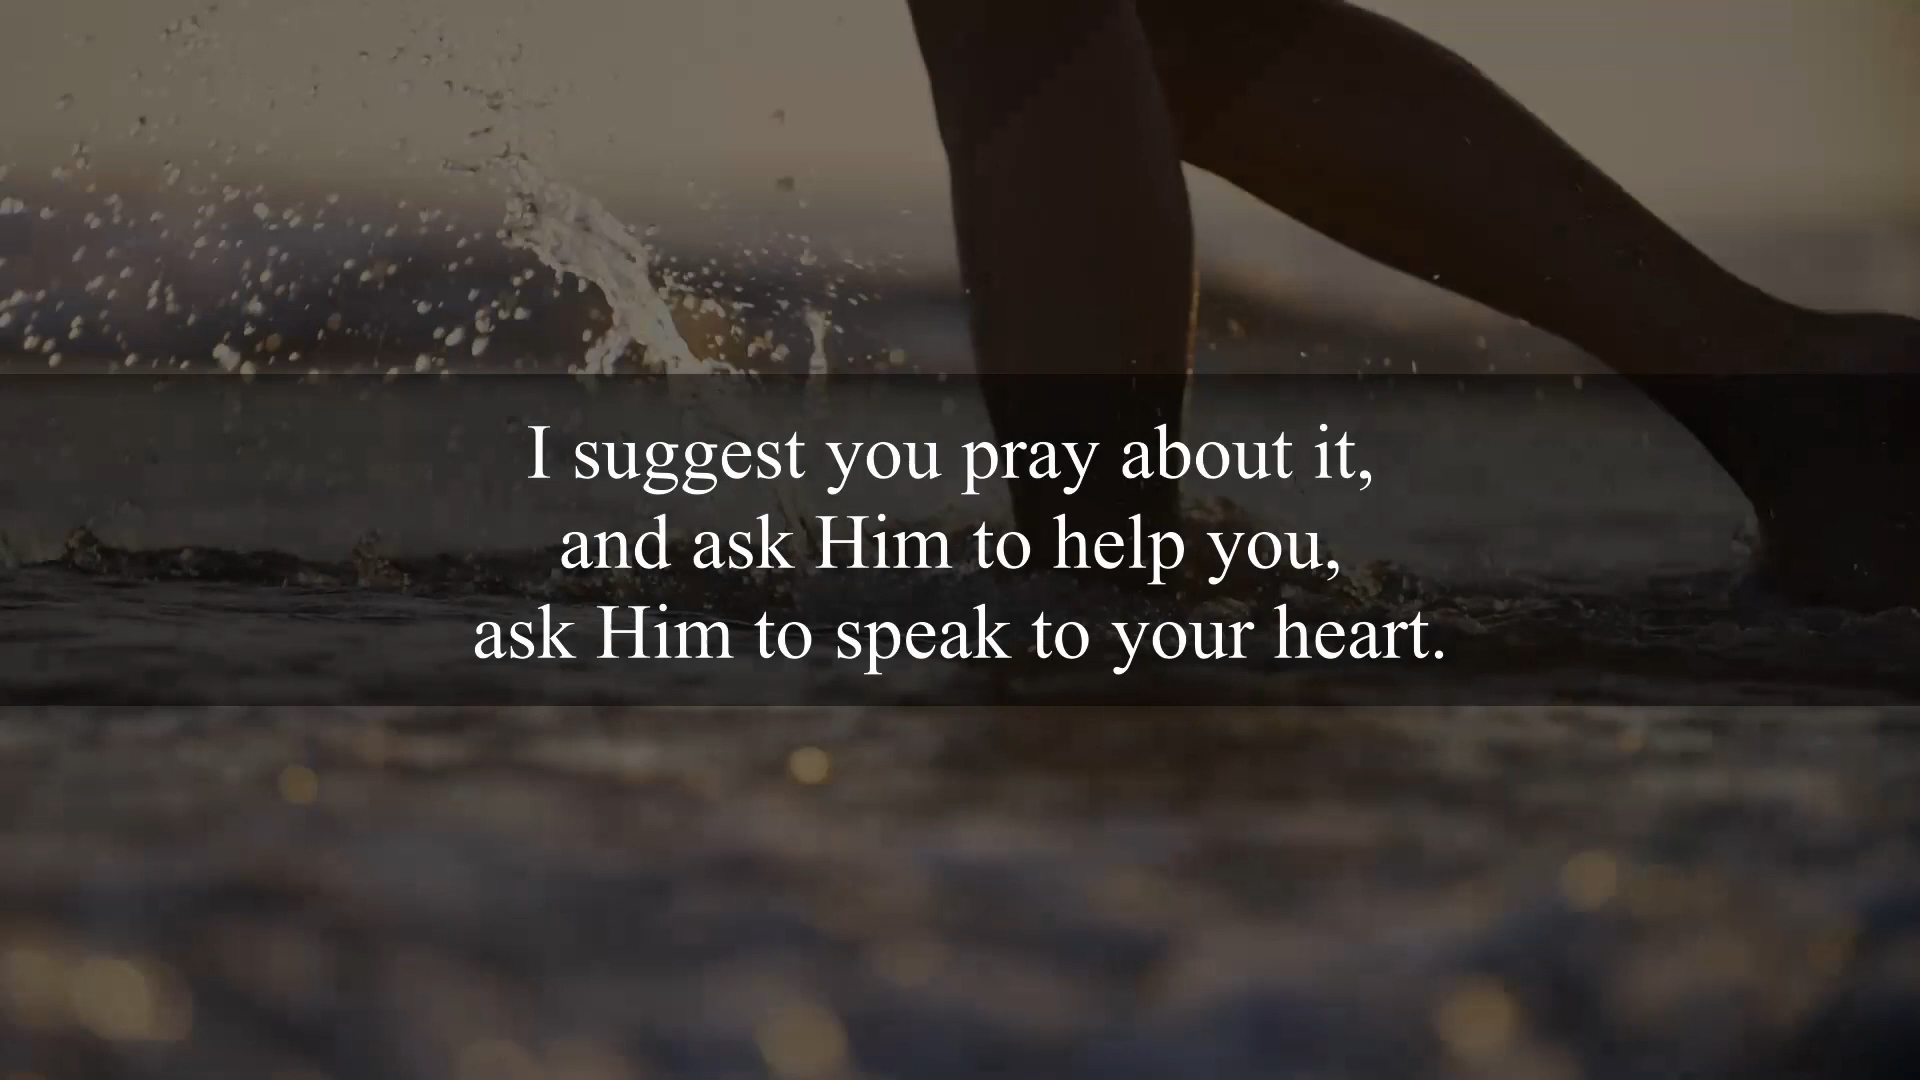 I suggest you pray about it,
and ask Him to help you,
ask Him to speak to your heart.